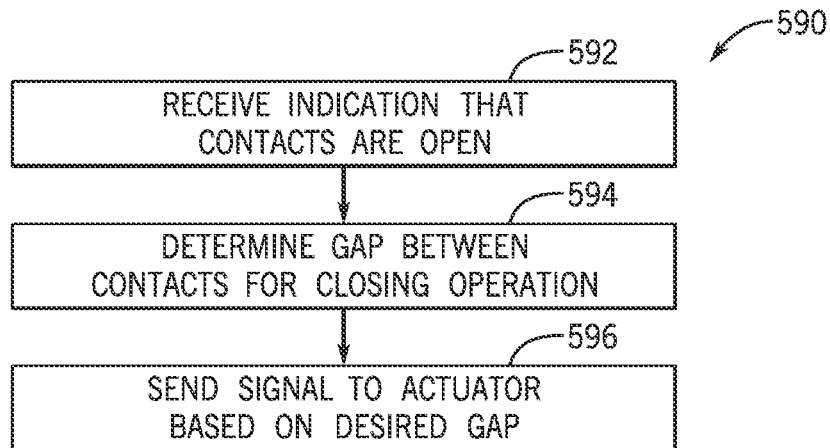 590
592
RECEIVE INDICATION THAT
CONTACTS ARE OPEN
594
DETERMINE GAP BETWEEN
CONTACTS FOR CLOSING OPERATION
596
SEND SIGNAL TO ACTUATOR
BASED ON DESIRED GAP